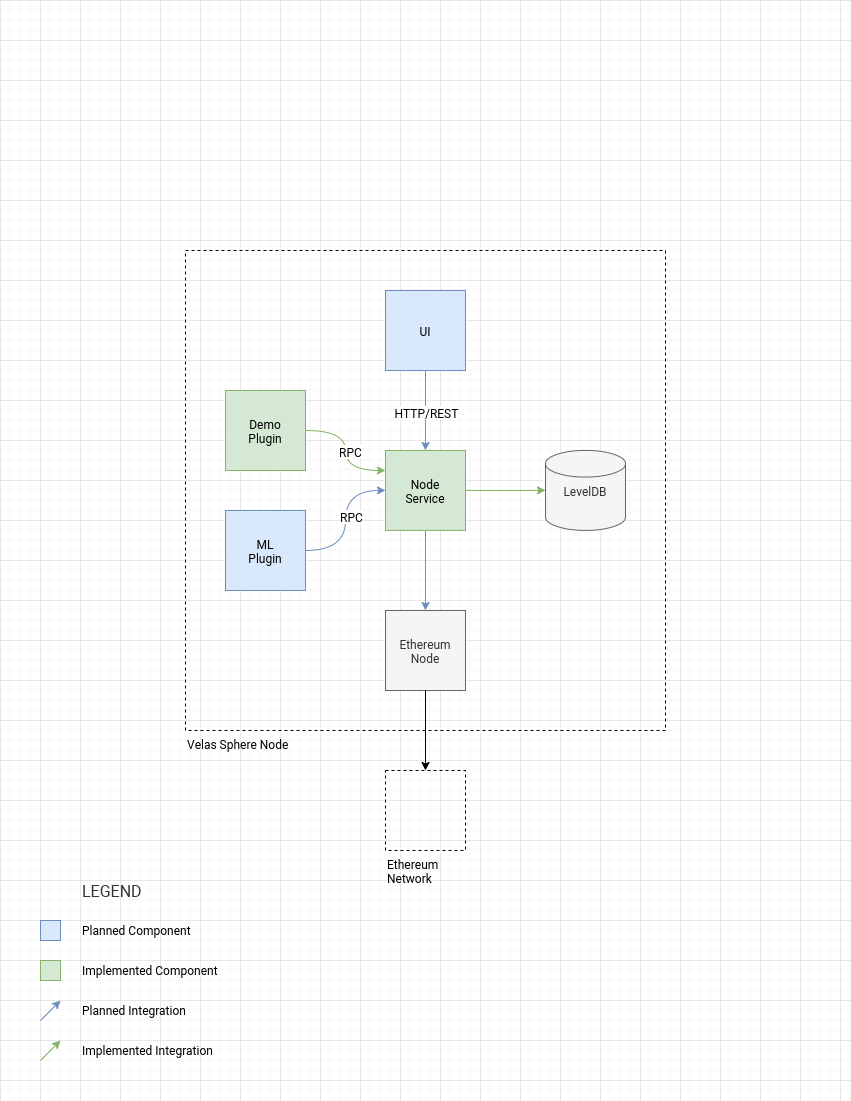 UI
HTTP/REST
Demo
Plugin
RPC
Node
Service
LevelDB
RPC
ML
Plugin
Ethereum
Node
Velas Sphere Node
Ethereum
Network
LEGEND
Planned Component
Implemented Component
Planned Integration
Implemented Integration